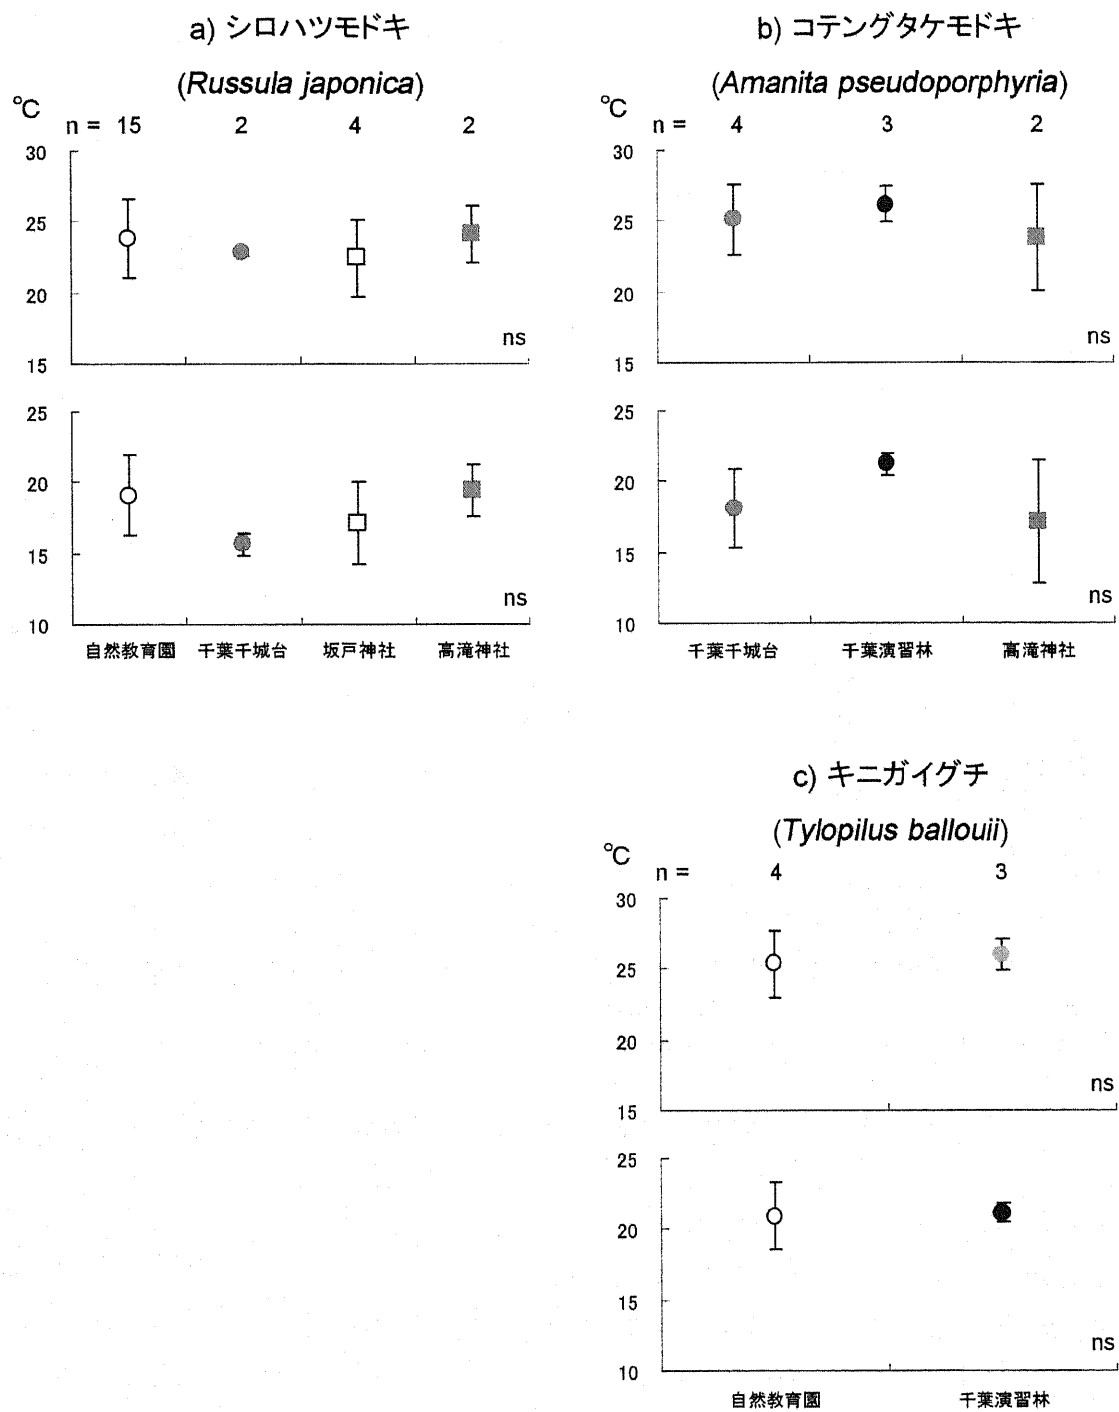 a) シロハツモドキ
(Russula japonica)
°C
n = 15 2 4 2
30
25
20
15
ns
25
20
15
10
ns
自然教育園 千葉千城台 坂戸神社 高滝神社
b) コテングタケモドキ
(Amanita pseudoporphyria)
°C
n = 4 3 2
30
25
20
15
ns
25
20
15
10
ns
千葉千城台 千葉演習林 高滝神社
c) キニガイグチ
(Tylopilus ballouii)
°C
n = 4 3
30
25
20
15
ns
25
20
15
10
ns
自然教育園 千葉演習林